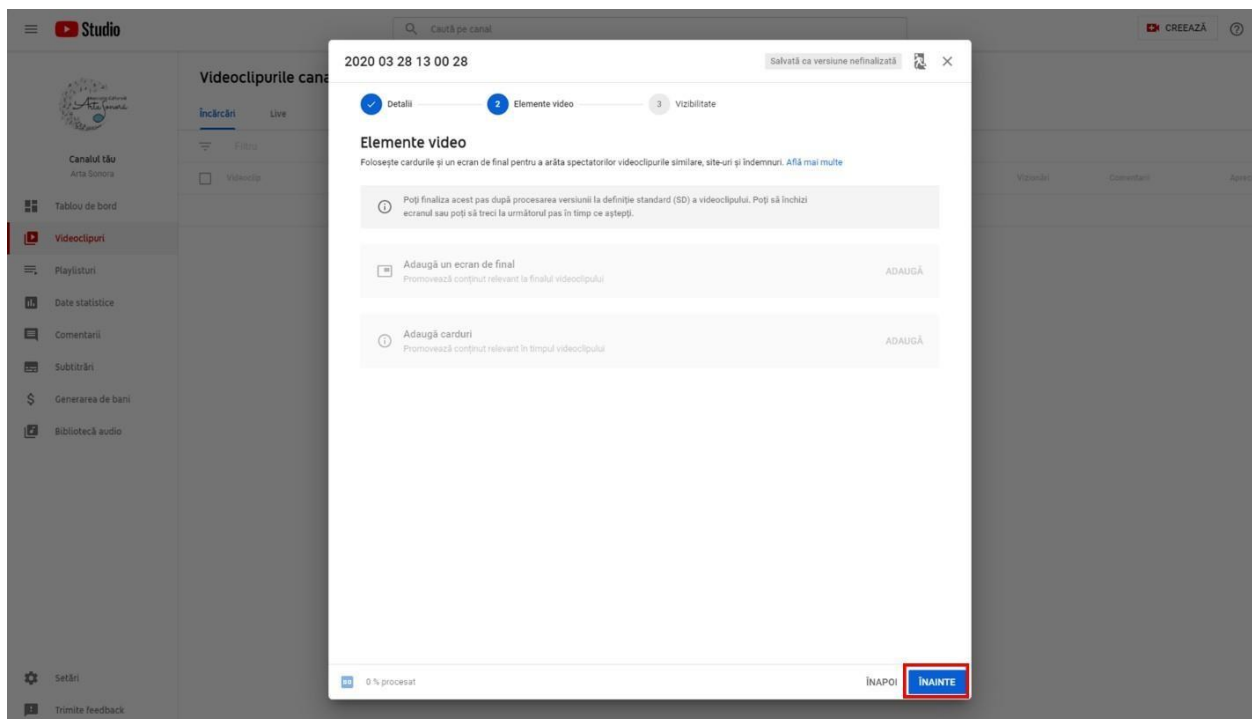 Studio
Caută pe canal
CREEAZĂ
Videoclipurile cana
Încărcări
Live
Filtru
Videoclip
Vizionări
Comentarii
Aprec
Canalul tău
Arta Sonora
Tablou de bord
Videoclipuri
Playlisturi
Date statistice
Comentarii
Subtitrări
Generarea de bani
Bibliotecă audio
Setări
Trimite feedback
2020 03 28 13 00 28
Salvată ca versiune nefinalizată
Detalii
2 Elemente video
3 Vizibilitate
Elemente video
Folosește cardurile și un ecran de final pentru a arăta spectatorilor videoclipurile similare, site-uri și îndemnuri. Află mai multe
Poți finaliza acest pas după procesarea versiunii la definiție standard (SD) a videoclipului. Poți să închizi
ecranul sau poți să treci la următorul pas în timp ce aștepți.
Adaugă un ecran de final
Promovează conținut relevant la finalul videoclipului
ADAUGĂ
Adaugă carduri
Promovează conținut relevant în timpul videoclipului
ADAUGĂ
0 % procesat
ÎNAPOI
ÎNAINTE